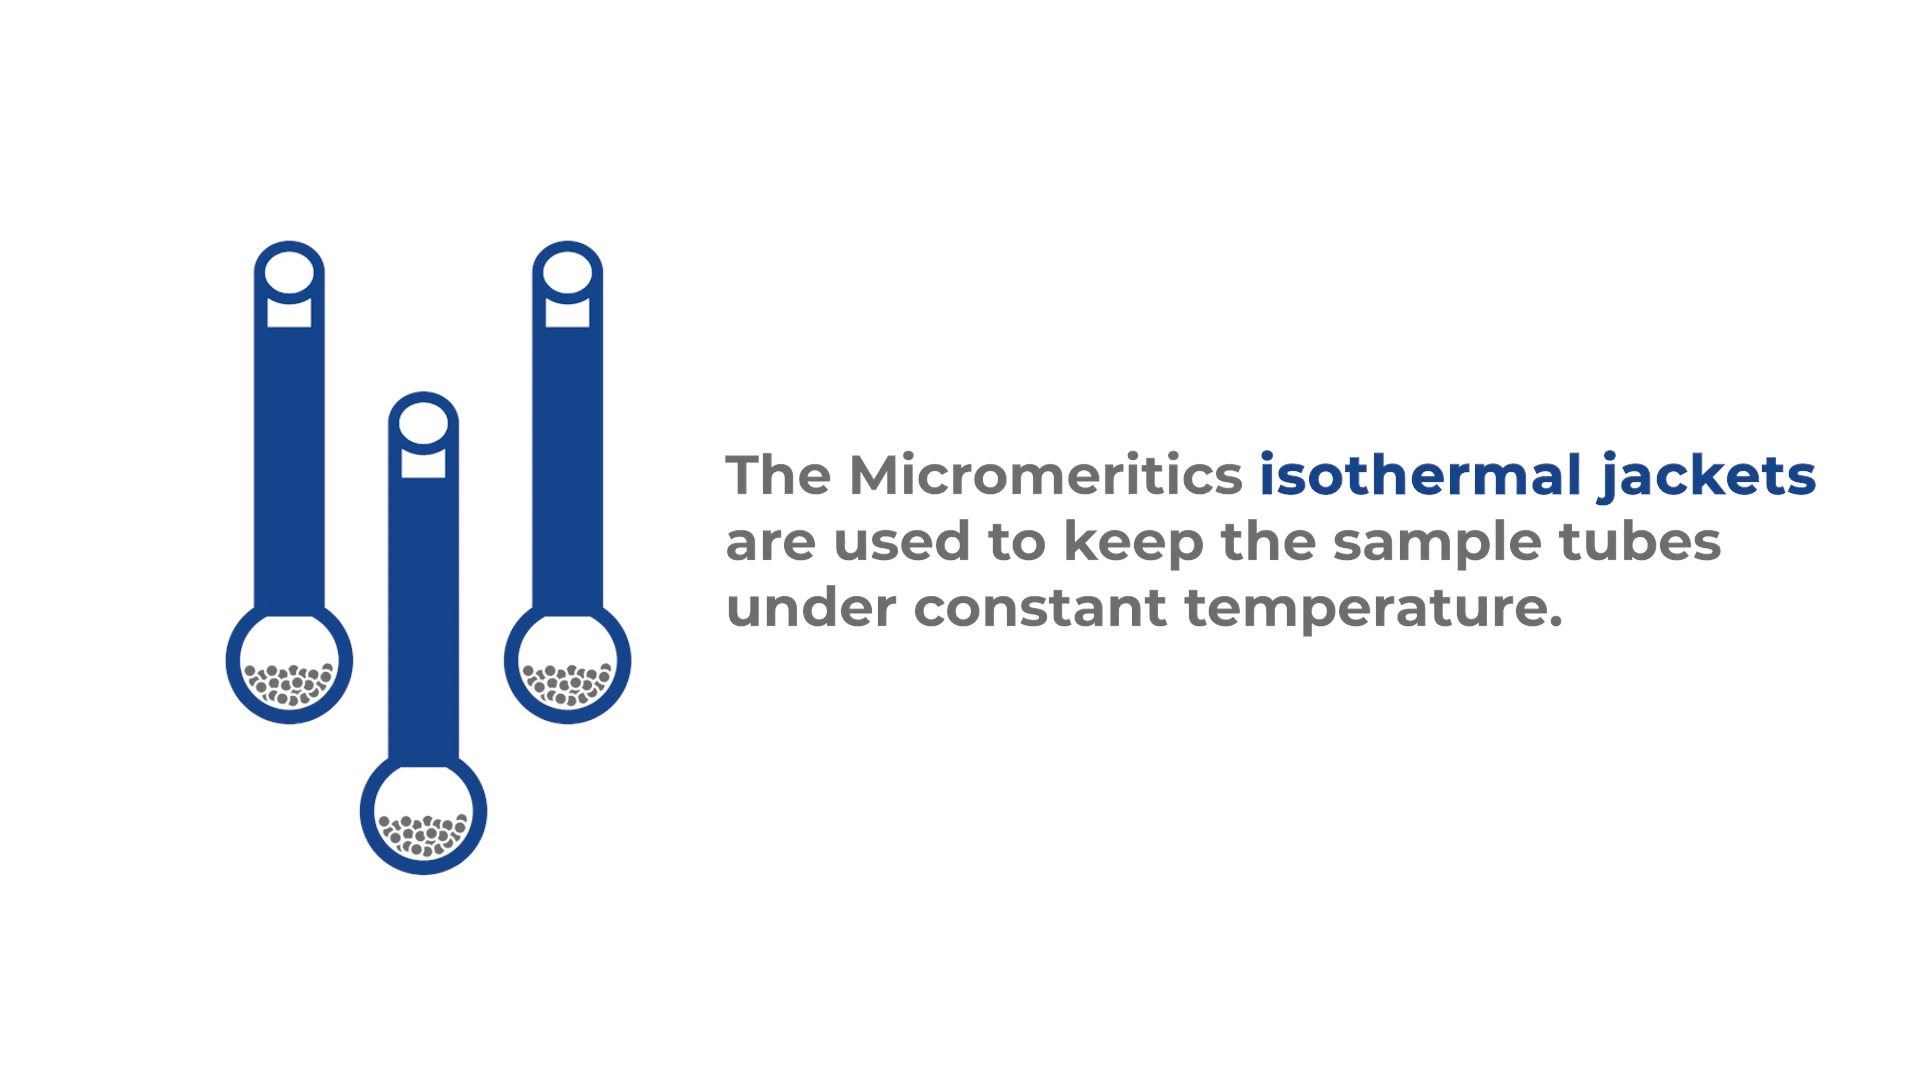 The Micromeritics isothermal jackets
are used to keep the sample tubes
under constant temperature.